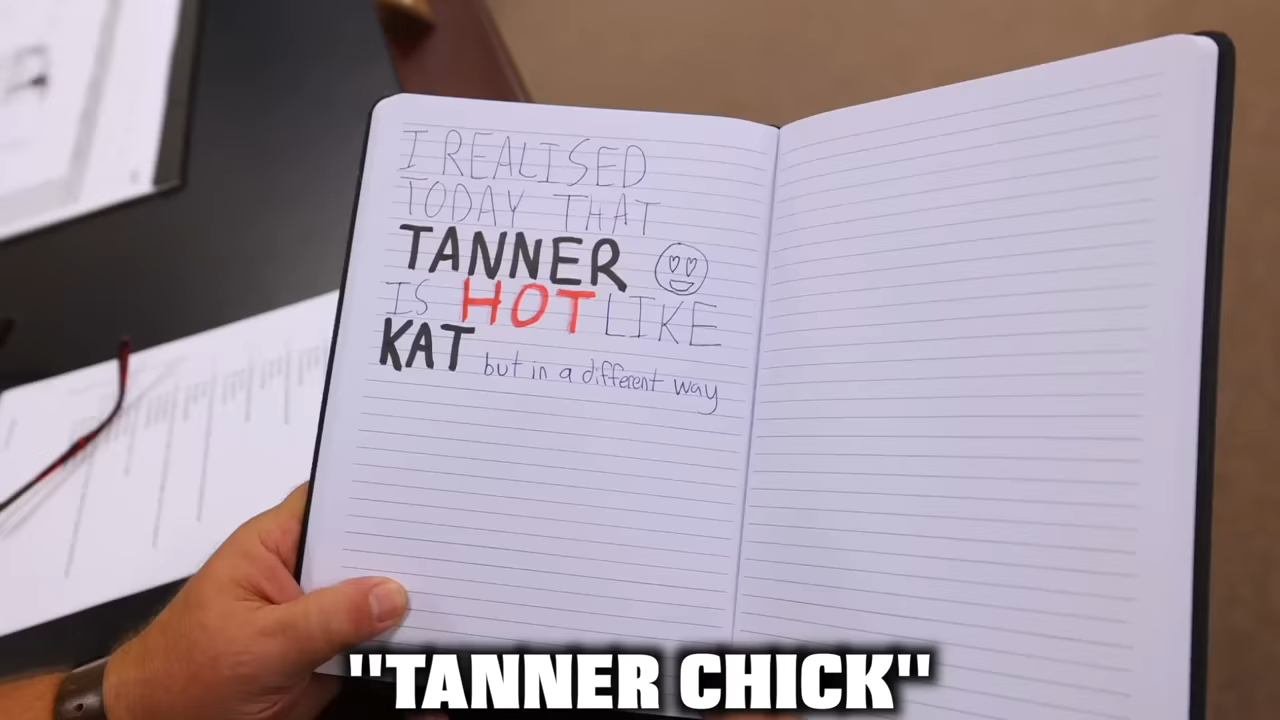 I REALISED
TODAY THAT
TANNER
IS HOT LIKE
KAT but in a different way
"TANNER CHICK"